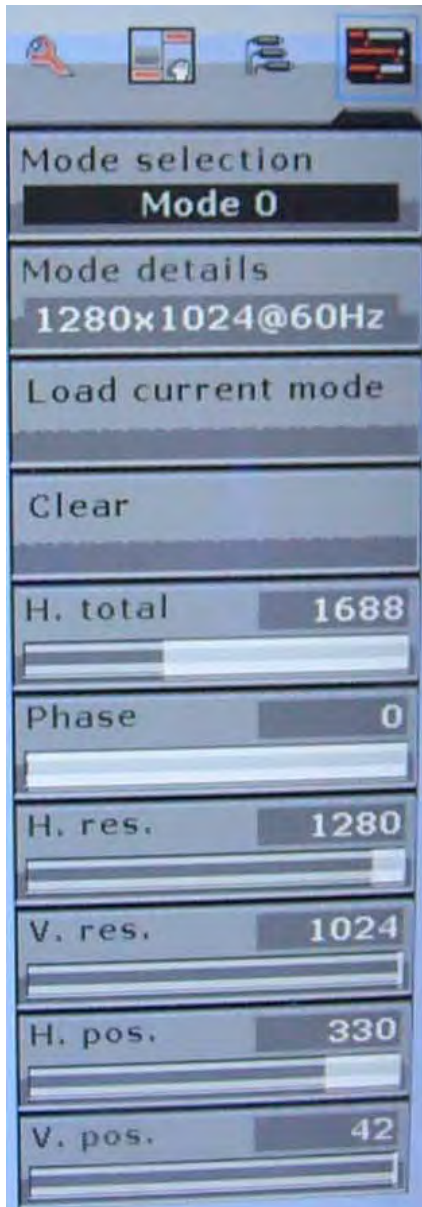 Mode selection
Mode 0
Mode details
1280x1024@60Hz
Load current mode
Clear
H. total 1688
Phase 0
H. res. 1280
V. res. 1024
H. pos. 330
V. pos. 42